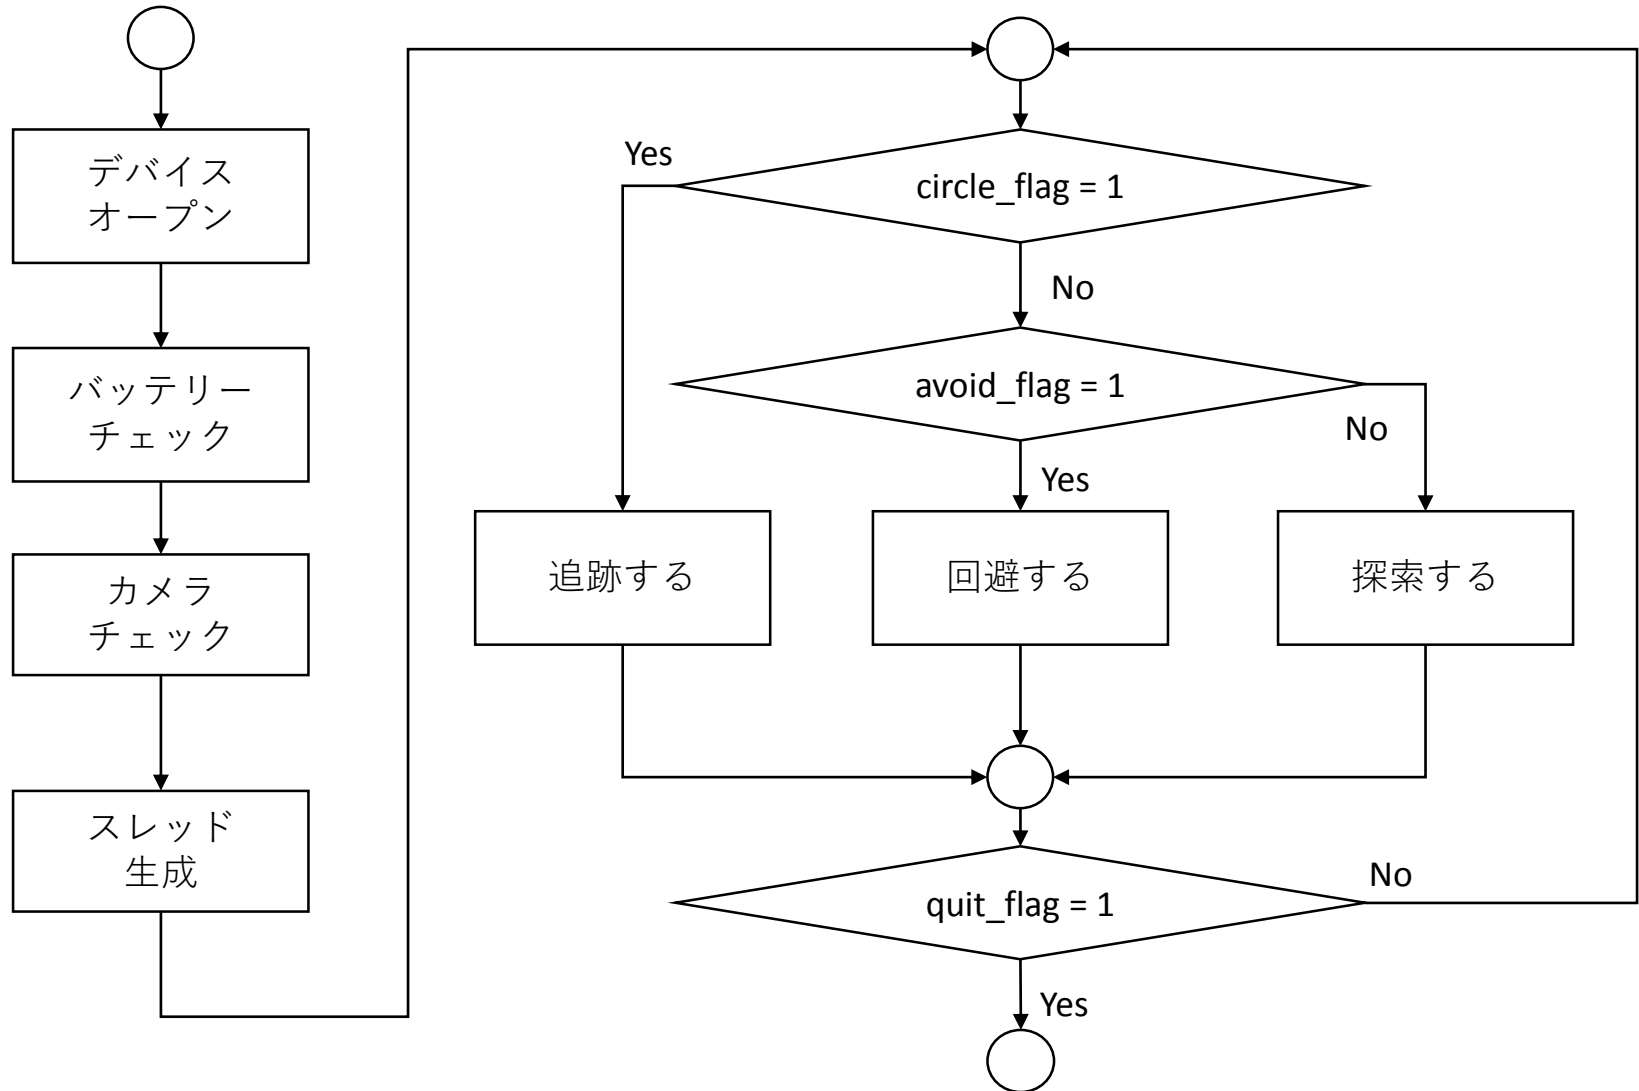 デバイス
オープン
バッテリー
チェック
カメラ
チェック
スレッド
生成
Yes
circle_flag = 1
No
avoid_flag = 1
No
Yes
追跡する
回避する
探索する
quit_flag = 1
No
Yes